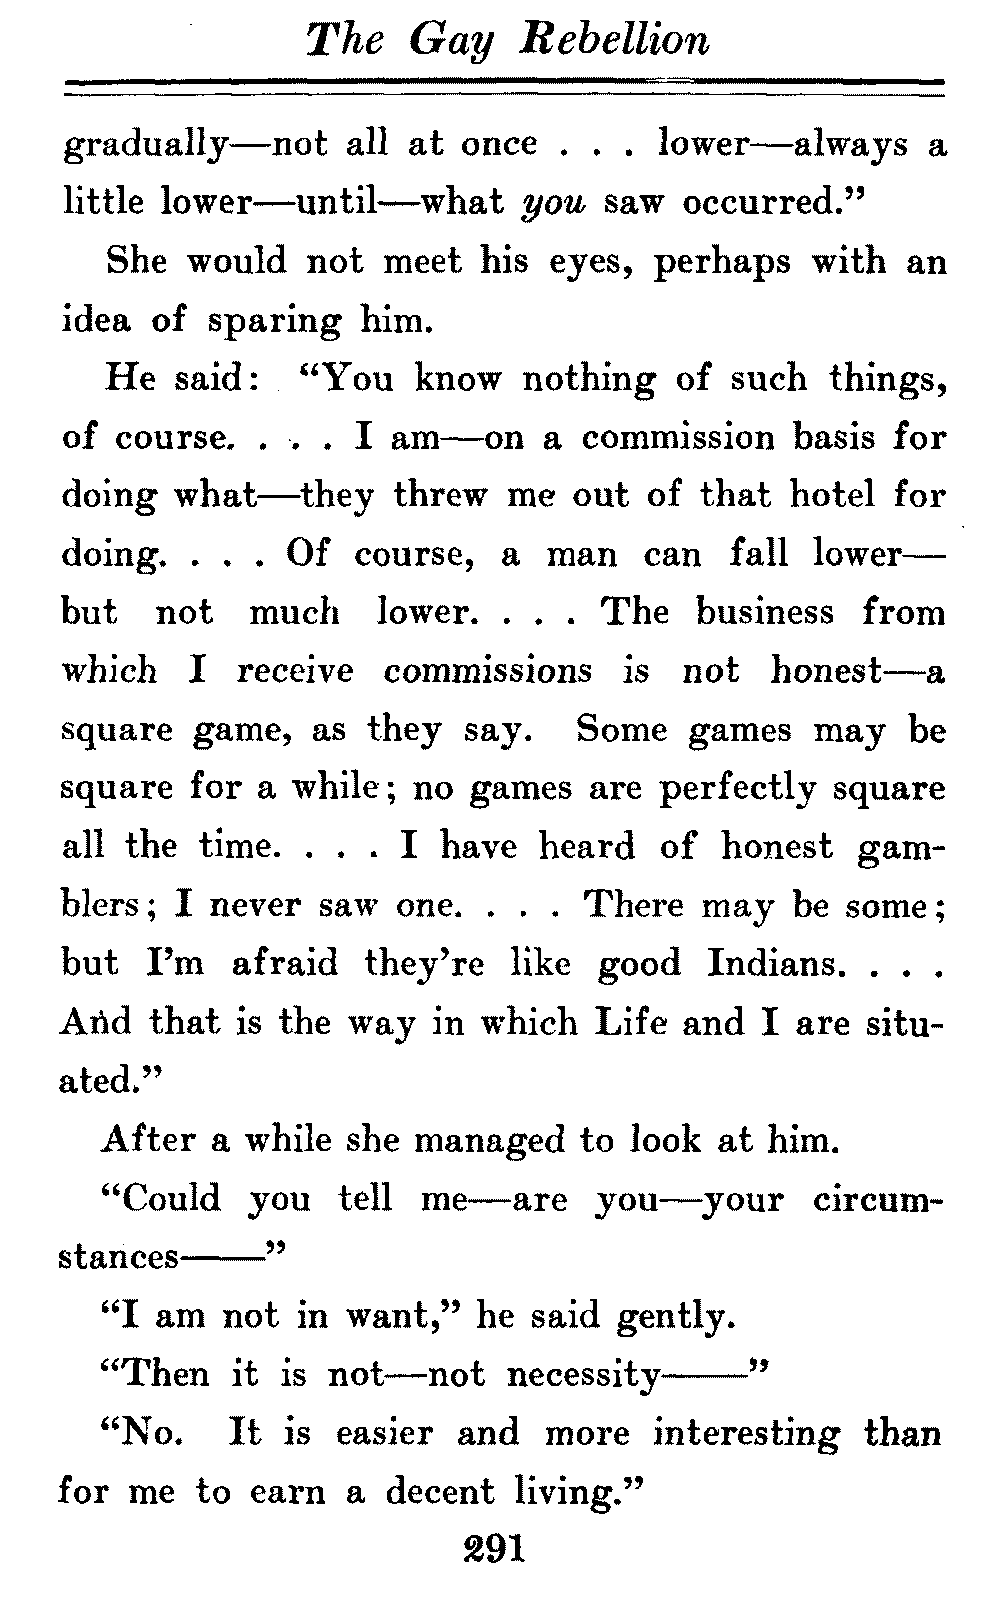 The Gay Rebellion
gradually—not all at once . . . lower—always a
little lower—until—what you saw occurred.”
She would not meet his eyes, perhaps with an
idea of sparing him.
He said: “You know nothing of such things,
of course. . . . I am—on a commission basis for
doing what—they threw me out of that hotel for
doing. . . . Of course, a man can fall lower—
but not much lower. . . . The business from
which I receive commissions is not honest—a
square game, as they say. Some games may be
square for a while; no games are perfectly square
all the time. . . . I have heard of honest gam-
blers; I never saw one. . . . There may be some;
but I’m afraid they’re like good Indians. . . .
And that is the way in which Life and I are situ-
ated.”
After a while she managed to look at him.
“Could you tell me—are you—your circum-
stances——”
“I am not in want,” he said gently.
“Then it is not—not necessity——”
“No. It is easier and more interesting than
for me to earn a decent living.”
291